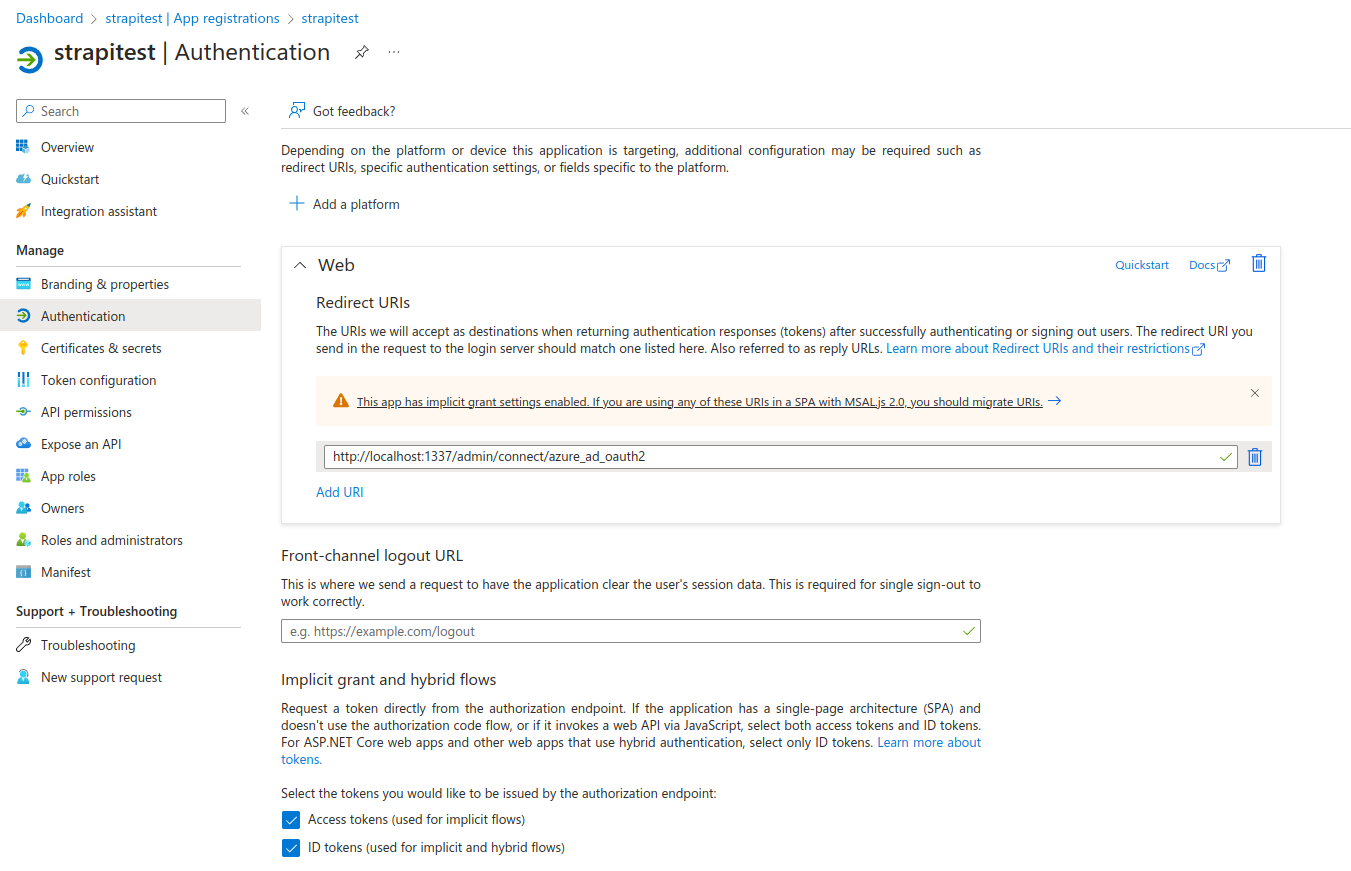 Dashboard > strapitest | App registrations > strapitest
strapitest | Authentication
Search
Overview
Quickstart
Integration assistant
Manage
Branding & properties
Authentication
Certificates & secrets
Token configuration
API permissions
Expose an API
App roles
Owners
Roles and administrators
Manifest
Support + Troubleshooting
Troubleshooting
New support request
Got feedback?
Depending on the platform or device this application is targeting, additional configuration may be required such as
redirect URIs, specific authentication settings, or fields specific to the platform.
Add a platform
Web
Quickstart
Docs
Redirect URIs
The URIs we will accept as destinations when returning authentication responses (tokens) after successfully authenticating or signing out users. The redirect URI you
send in the request to the login server should match one listed here. Also referred to as reply URLs. Learn more about Redirect URIs and their restrictions
This app has implicit grant settings enabled. If you are using any of these URIs in a SPA with MSAL.js 2.0, you should migrate URIs.
http://localhost:1337/admin/connect/azure_ad_oauth2
Add URI
Front-channel logout URL
This is where we send a request to have the application clear the user's session data. This is required for single sign-out to
work correctly.
e.g. https://example.com/logout
Implicit grant and hybrid flows
Request a token directly from the authorization endpoint. If the application has a single-page architecture (SPA) and
doesn't use the authorization code flow, or if it invokes a web API via JavaScript, select both access tokens and ID tokens.
For ASP.NET Core web apps and other web apps that use hybrid authentication, select only ID tokens. Learn more about
tokens.
Select the tokens you would like to be issued by the authorization endpoint:
Access tokens (used for implicit flows)
ID tokens (used for implicit and hybrid flows)